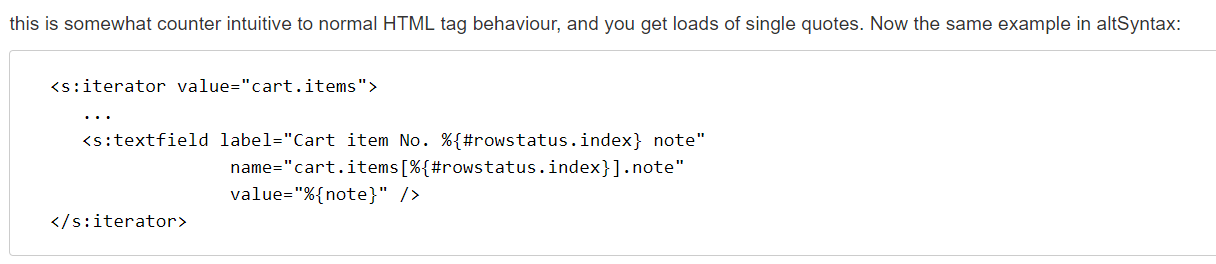 this is somewhat counter intuitive to normal HTML tag behaviour, and you get loads of single quotes. Now the same example in altSyntax:
<s:iterator value="cart.items">
...
<s:textfield label="Cart item No. %{#rowstatus.index} note"
name="cart.items[%{#rowstatus.index}].note"
value="%{note}" />
</s:iterator>